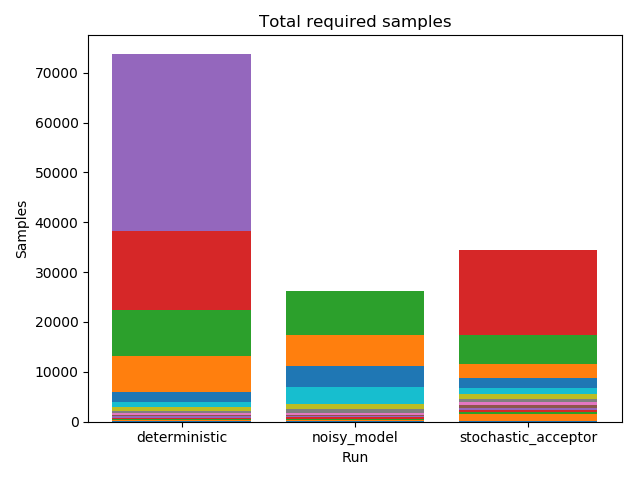 Total required samples
70000
60000
50000
40000
30000
20000
10000
0
Samples
deterministic
noisy_model
stochastic_acceptor
Run